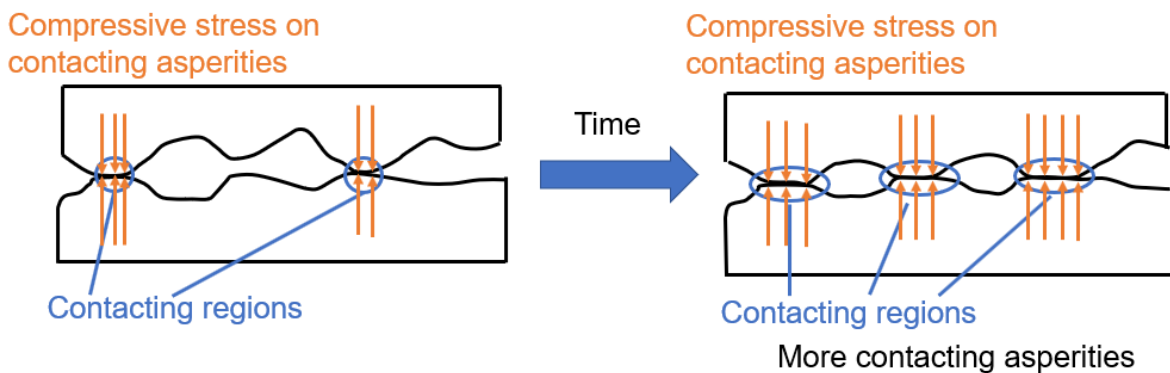 Compressive stress on
contacting asperities
Time
Compressive stress on
contacting asperities
Contacting regions
Contacting regions
More contacting asperities